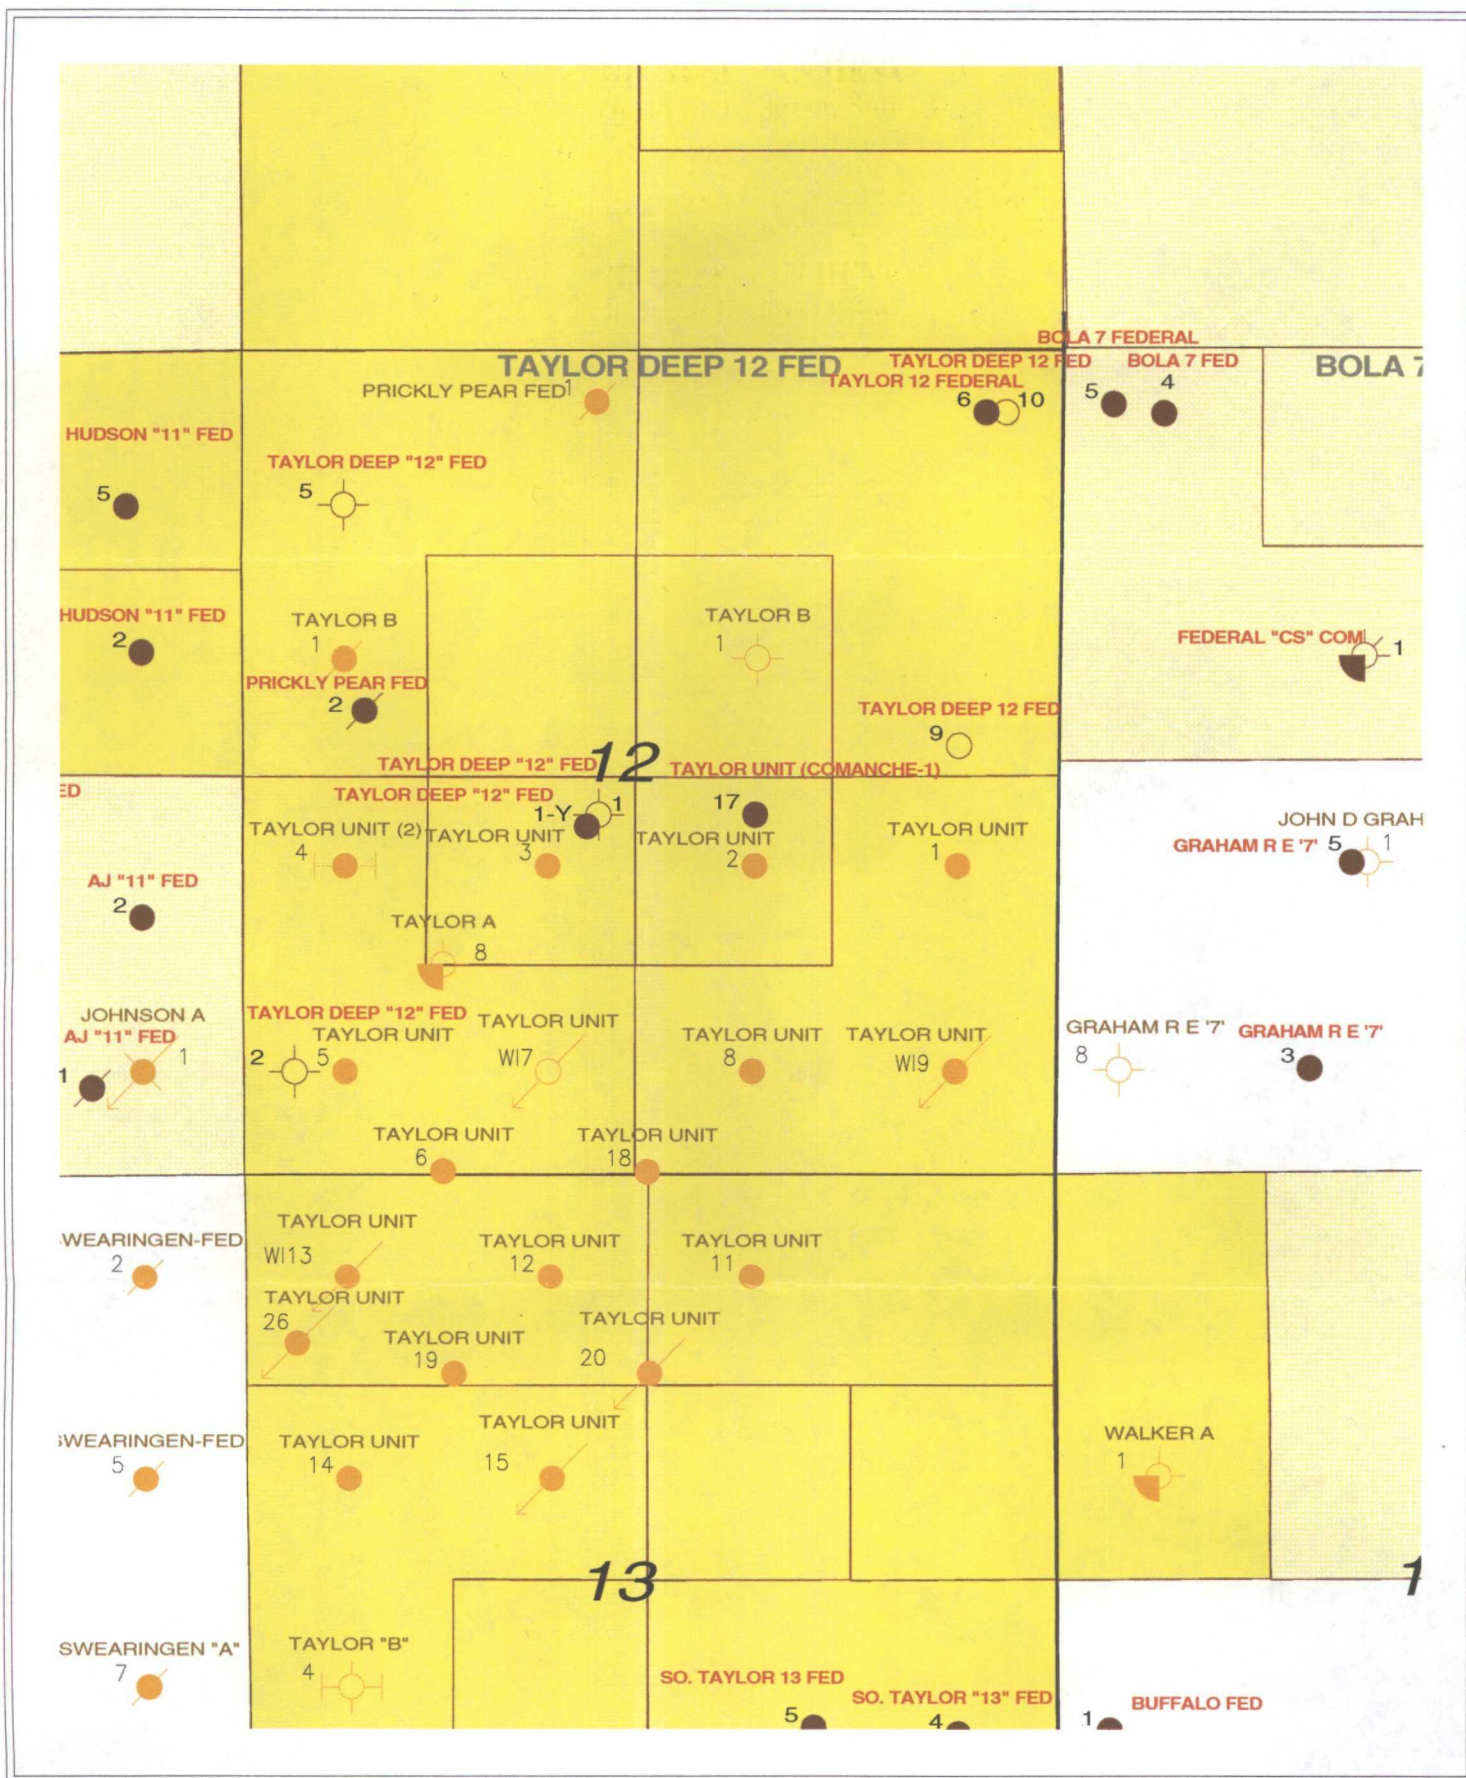 BOLA 7 FEDERAL
TAYLOR DEEP 12 FED
TAYLOR DEEP 12 FED
BOLA 7 FED
BOLA 7
PRICKLY PEAR FED
1
TAYLOR 12 FEDERAL
6
10
5
4
HUDSON "11" FED
5
TAYLOR DEEP "12" FED
5
HUDSON "11" FED
2
TAYLOR B
1
TAYLOR B
1
FEDERAL "CS" COM
1
PRICKLY PEAR FED
2
TAYLOR DEEP 12 FED
9
12
TAYLOR DEEP "12" FED
TAYLOR UNIT (COMANCHE-1)
ED
TAYLOR DEEP "12" FED
1-Y
1
17
TAYLOR UNIT (2)
4
TAYLOR UNIT
3
TAYLOR UNIT
2
TAYLOR UNIT
1
JOHN D GRAH
1
GRAHAM R E '7'
5
AJ "11" FED
2
TAYLOR A
8
JOHNSON A
1
AJ "11" FED
1
TAYLOR DEEP "12" FED
2
TAYLOR UNIT
5
TAYLOR UNIT
WI7
TAYLOR UNIT
8
TAYLOR UNIT
WI9
GRAHAM R E '7'
8
GRAHAM R E '7'
3
TAYLOR UNIT
6
TAYLOR UNIT
18
WEARINGEN-FED
2
TAYLOR UNIT
WI13
TAYLOR UNIT
12
TAYLOR UNIT
11
TAYLOR UNIT
26
TAYLOR UNIT
19
TAYLOR UNIT
20
SWEARINGEN-FED
5
TAYLOR UNIT
14
TAYLOR UNIT
15
WALKER A
1
13
1
SWEARINGEN "A"
7
TAYLOR "B"
4
SO. TAYLOR 13 FED
5
SO. TAYLOR "13" FED
4
BUFFALO FED
1